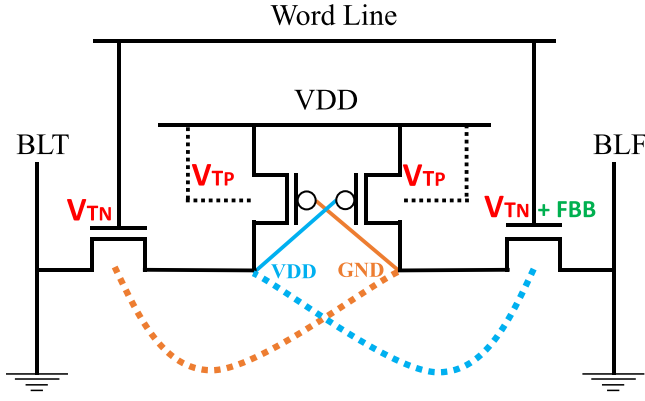 Word Line
VDD
BLT
BLF
VTP
VTP
VTN
VTN + FBB
VDD
GND